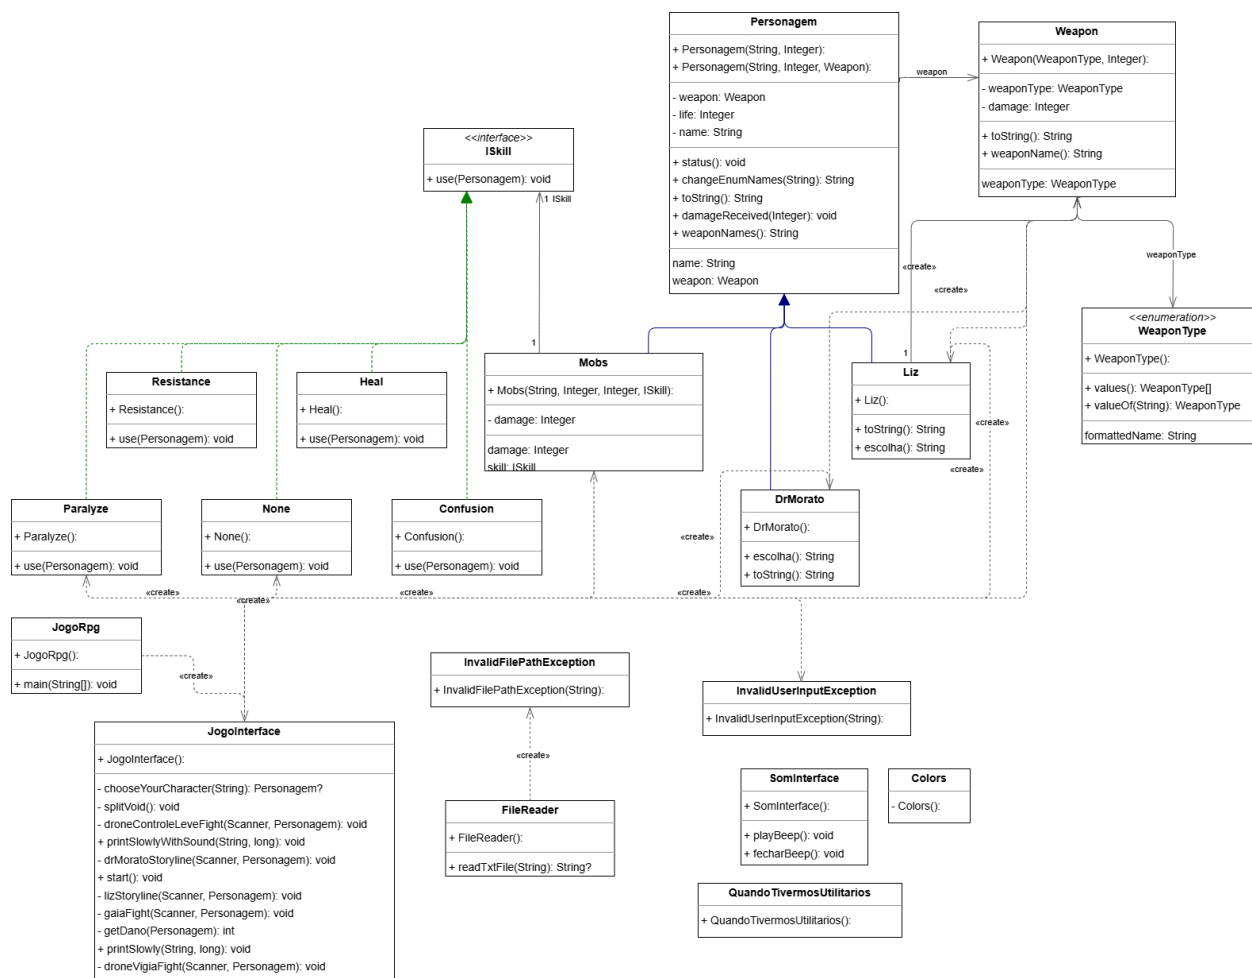 Personagem
+ Personagem(String, Integer):
+ Personagem(String, Integer, Weapon):
- weapon: Weapon
- life: Integer
- name: String
+ status(): void
+ changeEnumNames(String): String
+ toString(): String
+ damageReceived(Integer): void
+ weaponNames(): String
name: String
weapon: Weapon
weapon
Weapon
+ Weapon(WeaponType, Integer):
- weaponType: WeaponType
- damage: Integer
+ toString(): String
+ weaponName(): String
weaponType: WeaponType
<<interface>>
ISkill
+ use(Personagem): void
1 ISkill
1
«create»
«create»
«create»
weaponType
<<enumeration>>
WeaponType
+ WeaponType():
+ values(): WeaponType[]
+ valueOf(String): WeaponType
formattedName: String
Resistance
+ Resistance():
+ use(Personagem): void
Heal
+ Heal():
+ use(Personagem): void
Mobs
+ Mobs(String, Integer, Integer, ISkill):
- damage: Integer
damage: Integer
skill: ISkill
1
Liz
+ Liz():
+ toString(): String
+ escolha(): String
«create»
«create»
«create»
Paralyze
+ Paralyze():
+ use(Personagem): void
None
+ None():
+ use(Personagem): void
Confusion
+ Confusion():
+ use(Personagem): void
DrMorato
+ DrMorato():
+ escolha(): String
+ toString(): String
«create»
«create»
«create»
«create»
«create»
JogoRpg
+ JogoRpg():
+ main(String[]): void
«create»
InvalidFilePathException
+ InvalidFilePathException(String):
«create»
InvalidUserInputException
+ InvalidUserInputException(String):
JogoInterface
+ JogoInterface():
- chooseYourCharacter(String): Personagem?
- splitVoid(): void
- droneControleLeveFight(Scanner, Personagem): void
+ printSlowlyWithSound(String, long): void
- drMoratoStoryline(Scanner, Personagem): void
+ start(): void
- lizStoryline(Scanner, Personagem): void
- gaiaFight(Scanner, Personagem): void
- getDano(Personagem): int
+ printSlowly(String, long): void
- droneVigiaFight(Scanner, Personagem): void
FileReader
+ FileReader():
+ readTxtFile(String): String?
SomInterface
+ SomInterface():
+ playBeep(): void
+ fecharBeep(): void
Colors
- Colors():
QuandoTivermosUtilitarios
+ QuandoTivermosUtilitarios():